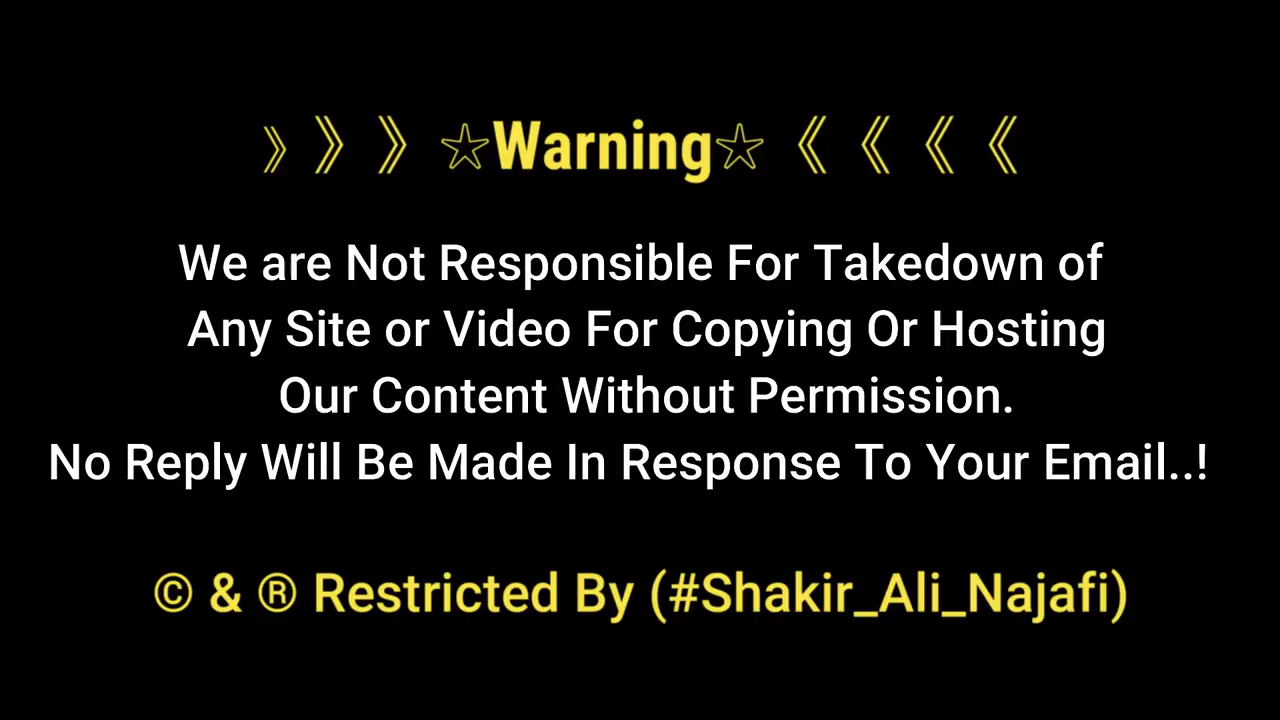 》》》☆Warning☆《《《《
We are Not Responsible For Takedown of
Any Site or Video For Copying Or Hosting
Our Content Without Permission.
No Reply Will Be Made In Response To Your Email..!
© & ® Restricted By (#Shakir_Ali_Najafi)